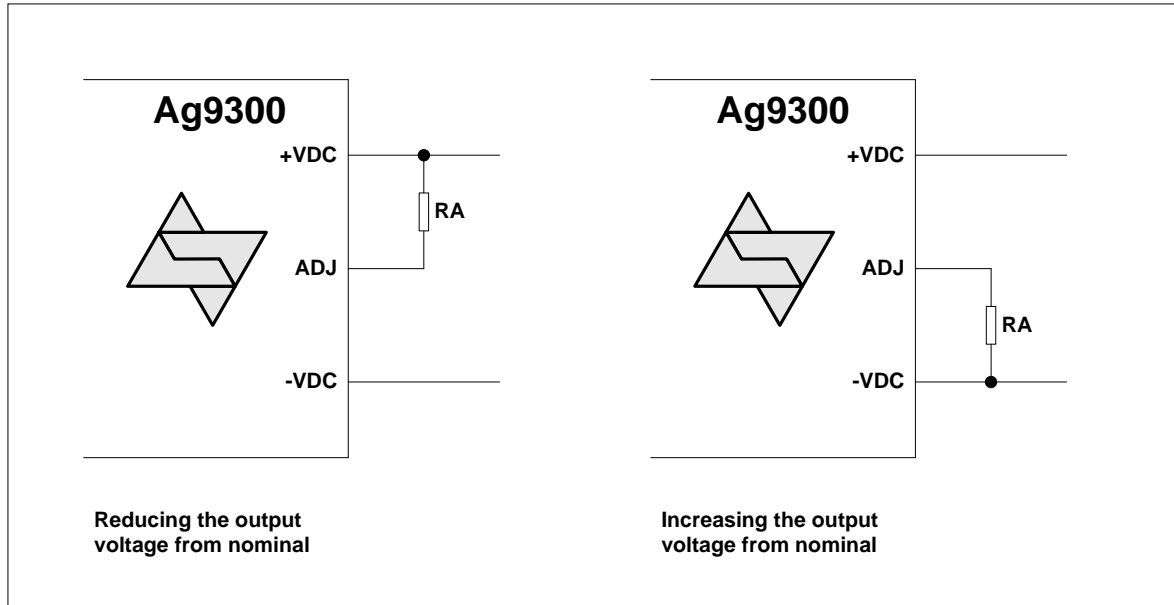 Ag9300
+VDC
RA
ADJ
-VDC
Reducing the output
voltage from nominal
Ag9300
+VDC
ADJ
RA
-VDC
Increasing the output
voltage from nominal